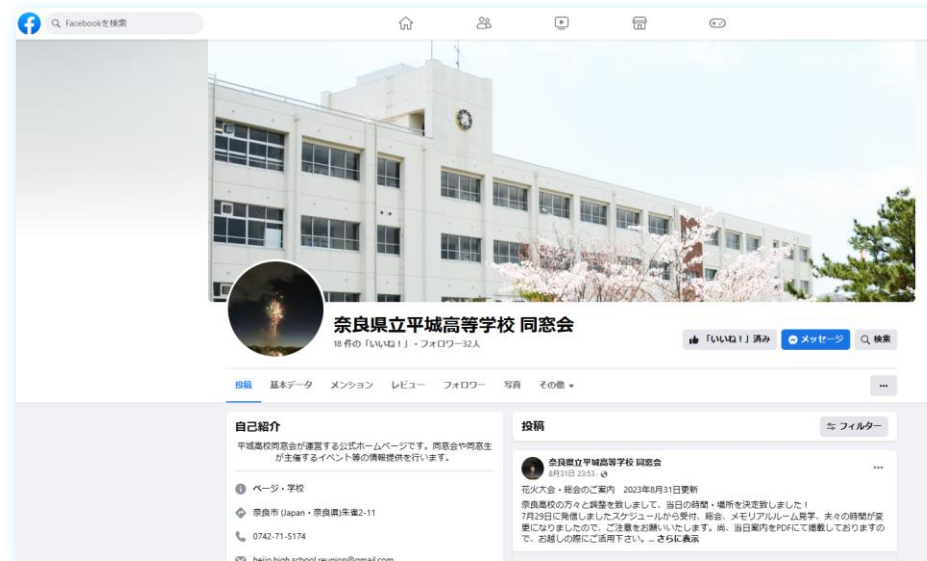 Facebookを検索
奈良県立平城高等学校 同窓会
18 件の「いいね！」・フォロワー32人
「いいね！」済み
メッセージ
検索
投稿 基本データ メンション レビュー フォロワー 写真 その他
自己紹介
平城高校同窓会が運営する公式ホームページです。同窓会や同窓生
が主催するイベント等の情報提供を行います。
ページ・学校
奈良市 (Japan・奈良県)朱雀2-11
0742-71-5174
heijo.high.school.reunion@gmail.com
投稿
フィルター
奈良県立平城高等学校 同窓会
8月31日 23:53
花火大会・総会のご案内　2023年8月31日更新
奈良高校の方々と調整を致しまして、当日の時間・場所を決定致しました！
7月29日に発信しましたスケジュールから受付、総会、メモリアルルーム見学、夫々の時間が変
更になりましたので、ご注意をお願いいたします。尚、当日案内をPDFにて掲載しておりますの
で、お越しの際にご活用下さい。... さらに表示